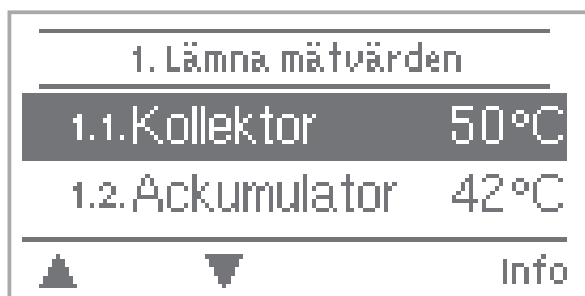 1. Lämna mätvärden
1.1. Kollektor 50°C
1.2. Ackumulator 42°C
▲ ▼ Info